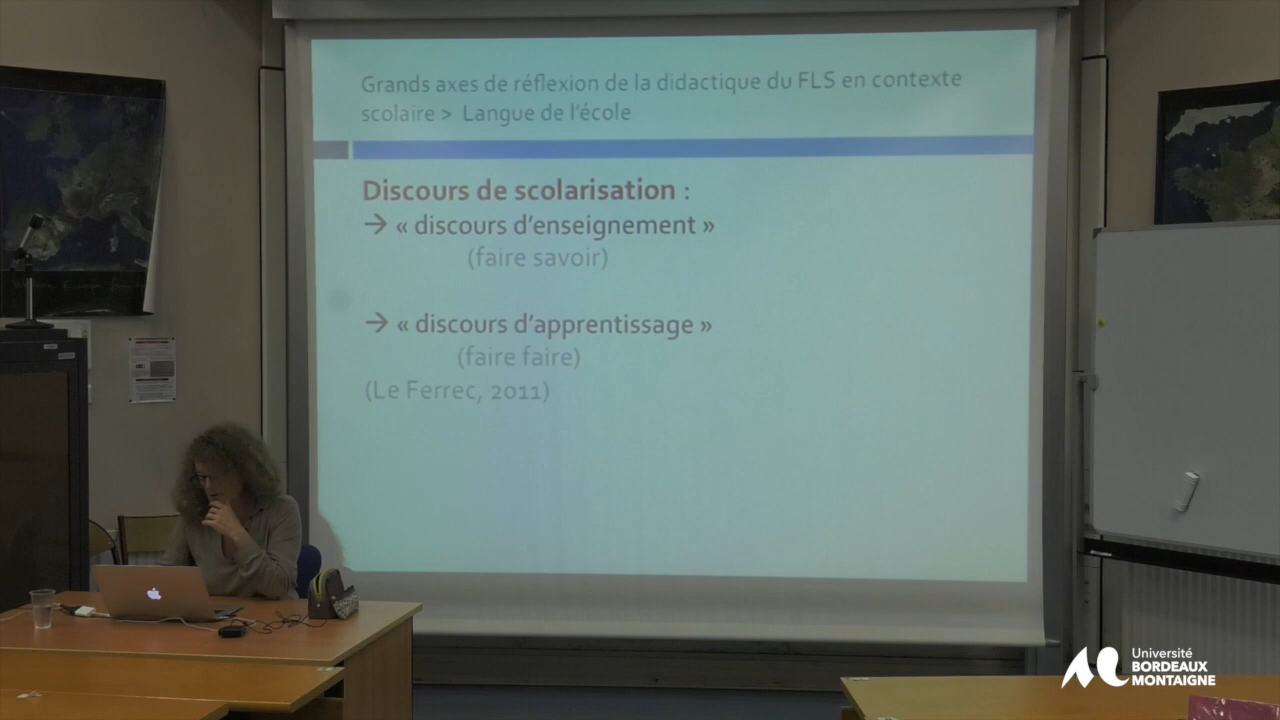 Grands axes de réflexion de la didactique du FLS en contexte
scolaire > Langue de l'école
Discours de scolarisation :
→ « discours d'enseignement »
(faire savoir)
→ « discours d'apprentissage »
(faire faire)
(Le Ferrec, 2011)
Université
BORDEAUX
MONTAIGNE